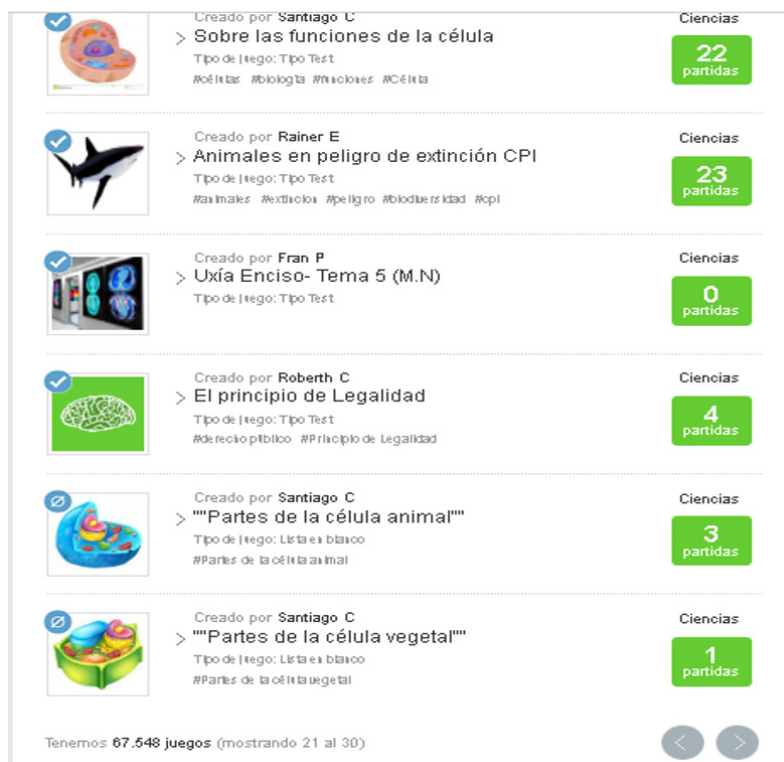 Creado por Santiago C
Ciencias
> Sobre las funciones de la célula
Tipo de juego: Tipo Test
#células #biología #funciones #Célula
22
partidas
Creado por Rainer E
Ciencias
> Animales en peligro de extinción CPI
Tipo de juego: Tipo Test
#animales #extincion #peligro #biodiversidad #cpi
23
partidas
Creado por Fran P
Ciencias
> Uxía Enciso- Tema 5 (M.N)
Tipo de juego: Tipo Test
0
partidas
Creado por Roberth C
Ciencias
> El principio de Legalidad
Tipo de juego: Tipo Test
#derecho público #Principio de Legalidad
4
partidas
Creado por Santiago C
Ciencias
> ""Partes de la célula animal""
Tipo de juego: Lista en blanco
#Partes de la célula animal
3
partidas
Creado por Santiago C
Ciencias
> ""Partes de la célula vegetal""
Tipo de juego: Lista en blanco
#Partes de la célula vegetal
1
partidas
Tenemos 67.548 juegos (mostrando 21 al 30)